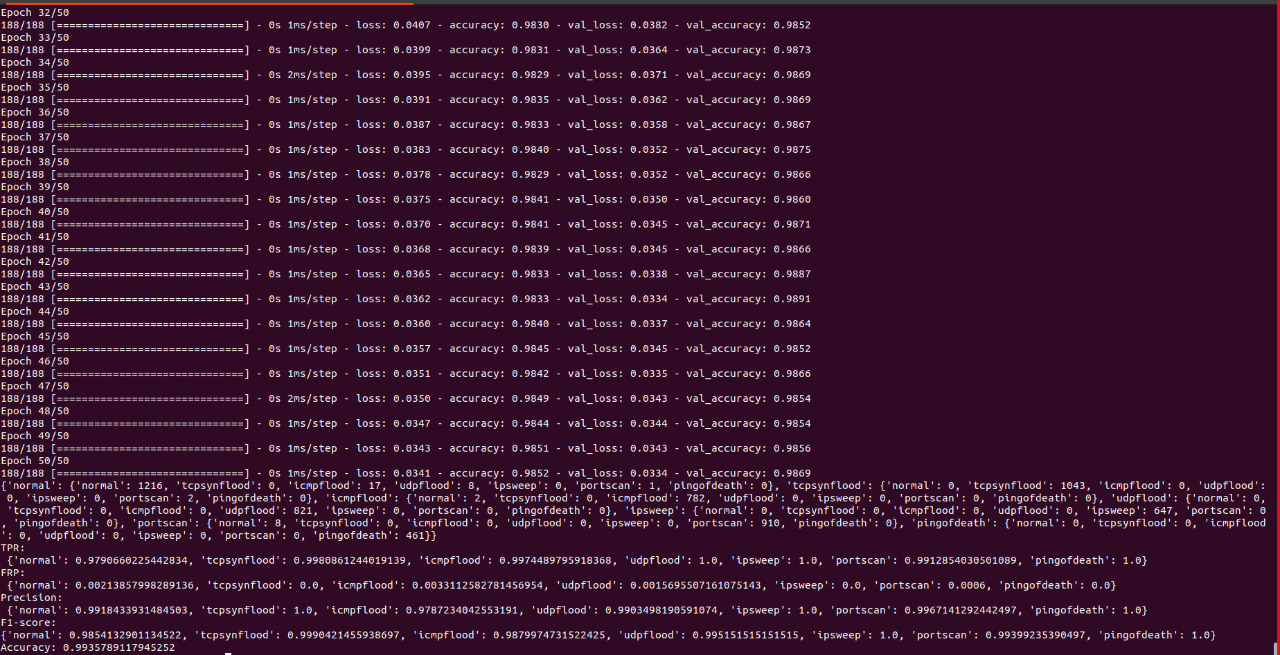 Epoch 32/50
188/188 [==============================] - 0s 1ms/step - loss: 0.0407 - accuracy: 0.9830 - val_loss: 0.0382 - val_accuracy: 0.9852
Epoch 33/50
188/188 [==============================] - 0s 1ms/step - loss: 0.0399 - accuracy: 0.9831 - val_loss: 0.0364 - val_accuracy: 0.9873
Epoch 34/50
188/188 [==============================] - 0s 2ms/step - loss: 0.0395 - accuracy: 0.9829 - val_loss: 0.0371 - val_accuracy: 0.9869
Epoch 35/50
188/188 [==============================] - 0s 1ms/step - loss: 0.0391 - accuracy: 0.9835 - val_loss: 0.0362 - val_accuracy: 0.9869
Epoch 36/50
188/188 [==============================] - 0s 1ms/step - loss: 0.0387 - accuracy: 0.9833 - val_loss: 0.0358 - val_accuracy: 0.9867
Epoch 37/50
188/188 [==============================] - 0s 1ms/step - loss: 0.0383 - accuracy: 0.9840 - val_loss: 0.0352 - val_accuracy: 0.9875
Epoch 38/50
188/188 [==============================] - 0s 1ms/step - loss: 0.0378 - accuracy: 0.9829 - val_loss: 0.0352 - val_accuracy: 0.9866
Epoch 39/50
188/188 [==============================] - 0s 1ms/step - loss: 0.0375 - accuracy: 0.9841 - val_loss: 0.0350 - val_accuracy: 0.9860
Epoch 40/50
188/188 [==============================] - 0s 1ms/step - loss: 0.0370 - accuracy: 0.9841 - val_loss: 0.0345 - val_accuracy: 0.9871
Epoch 41/50
188/188 [==============================] - 0s 1ms/step - loss: 0.0368 - accuracy: 0.9839 - val_loss: 0.0345 - val_accuracy: 0.9866
Epoch 42/50
188/188 [==============================] - 0s 1ms/step - loss: 0.0365 - accuracy: 0.9833 - val_loss: 0.0338 - val_accuracy: 0.9887
Epoch 43/50
188/188 [==============================] - 0s 1ms/step - loss: 0.0362 - accuracy: 0.9833 - val_loss: 0.0334 - val_accuracy: 0.9891
Epoch 44/50
188/188 [==============================] - 0s 1ms/step - loss: 0.0360 - accuracy: 0.9840 - val_loss: 0.0337 - val_accuracy: 0.9864
Epoch 45/50
188/188 [==============================] - 0s 1ms/step - loss: 0.0357 - accuracy: 0.9845 - val_loss: 0.0345 - val_accuracy: 0.9852
Epoch 46/50
188/188 [==============================] - 0s 1ms/step - loss: 0.0351 - accuracy: 0.9842 - val_loss: 0.0335 - val_accuracy: 0.9866
Epoch 47/50
188/188 [==============================] - 0s 2ms/step - loss: 0.0350 - accuracy: 0.9849 - val_loss: 0.0343 - val_accuracy: 0.9854
Epoch 48/50
188/188 [==============================] - 0s 1ms/step - loss: 0.0347 - accuracy: 0.9844 - val_loss: 0.0344 - val_accuracy: 0.9854
Epoch 49/50
188/188 [==============================] - 0s 1ms/step - loss: 0.0343 - accuracy: 0.9851 - val_loss: 0.0343 - val_accuracy: 0.9856
Epoch 50/50
188/188 [==============================] - 0s 1ms/step - loss: 0.0341 - accuracy: 0.9852 - val_loss: 0.0334 - val_accuracy: 0.9869
{'normal': {'normal': 1216, 'tcpsynflood': 0, 'icmpflood': 17, 'udpflood': 8, 'ipsweep': 0, 'portscan': 1, 'pingofdeath': 0}, 'tcpsynflood': {'normal': 0, 'tcpsynflood': 1043, 'icmpflood': 0, 'udpflood':
 0, 'ipsweep': 0, 'portscan': 2, 'pingofdeath': 0}, 'icmpflood': {'normal': 2, 'tcpsynflood': 0, 'icmpflood': 782, 'udpflood': 0, 'ipsweep': 0, 'portscan': 0, 'pingofdeath': 0}, 'udpflood': {'normal': 0,
 'tcpsynflood': 0, 'icmpflood': 0, 'udpflood': 821, 'ipsweep': 0, 'portscan': 0, 'pingofdeath': 0}, 'ipsweep': {'normal': 0, 'tcpsynflood': 0, 'icmpflood': 0, 'udpflood': 0, 'ipsweep': 647, 'portscan': 0
, 'pingofdeath': 0}, 'portscan': {'normal': 8, 'tcpsynflood': 0, 'icmpflood': 0, 'udpflood': 0, 'ipsweep': 0, 'portscan': 910, 'pingofdeath': 0}, 'pingofdeath': {'normal': 0, 'tcpsynflood': 0, 'icmpflood
': 0, 'udpflood': 0, 'ipsweep': 0, 'portscan': 0, 'pingofdeath': 461}}
TPR:
 {'normal': 0.9790660225442834, 'tcpsynflood': 0.9980861244019139, 'icmpflood': 0.9974489795918368, 'udpflood': 1.0, 'ipsweep': 1.0, 'portscan': 0.9912854030501089, 'pingofdeath': 1.0}
FRP:
 {'normal': 0.00213857998289136, 'tcpsynflood': 0.0, 'icmpflood': 0.0033112582781456954, 'udpflood': 0.0015695507161075143, 'ipsweep': 0.0, 'portscan': 0.0006, 'pingofdeath': 0.0}
Precision:
 {'normal': 0.9918433931484503, 'tcpsynflood': 1.0, 'icmpflood': 0.9787234042553191, 'udpflood': 0.9903498190591074, 'ipsweep': 1.0, 'portscan': 0.9967141292442497, 'pingofdeath': 1.0}
F1-score:
{'normal': 0.9854132901134522, 'tcpsynflood': 0.9990421455938697, 'icmpflood': 0.9879974731522425, 'udpflood': 0.995151515151515, 'ipsweep': 1.0, 'portscan': 0.99399235390497, 'pingofdeath': 1.0}
Accuracy: 0.9935789117945252